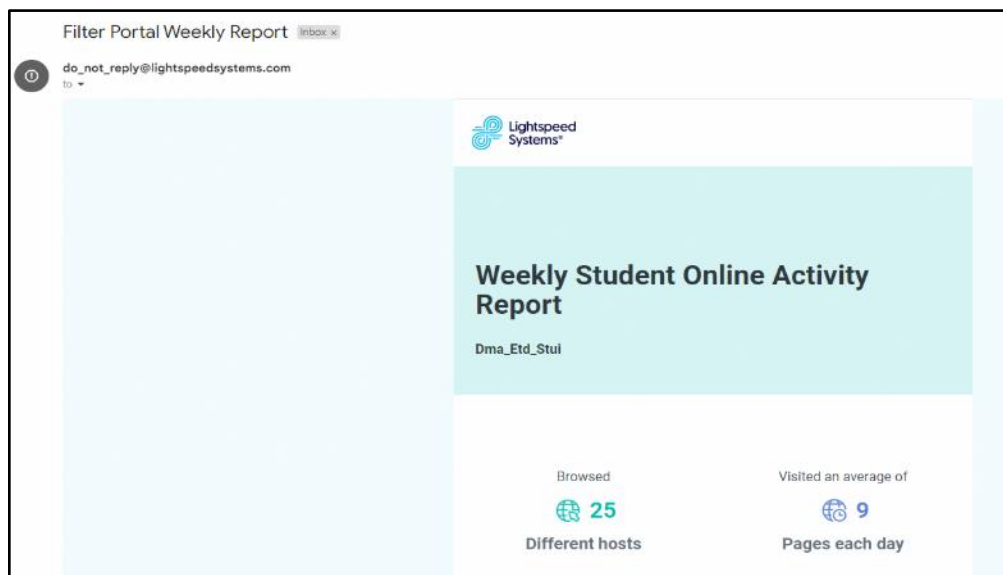 Filter Portal Weekly Report Inbox x
do_not_reply@lightspeedsystems.com
to
Lightspeed
Systems®
Weekly Student Online Activity
Report
Dma_Etd_Stui
Browsed
25
Different hosts
Visited an average of
9
Pages each day